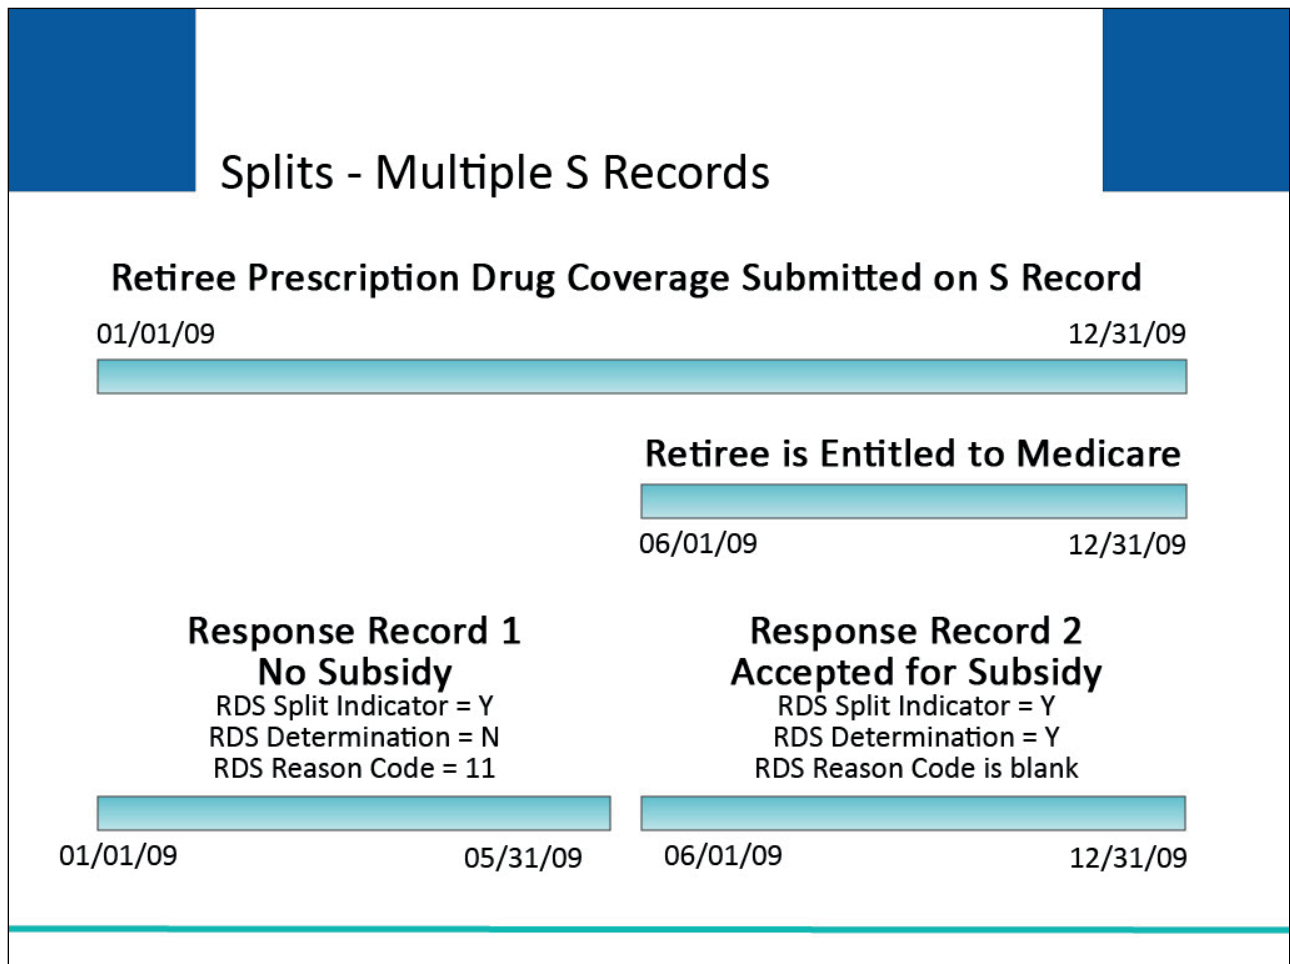 Splits - Multiple S Records
Retiree Prescription Drug Coverage Submitted on S Record
01/01/09 12/31/09
Retiree is Entitled to Medicare
06/01/09 12/31/09
Response Record 1
No Subsidy
RDS Split Indicator = Y
RDS Determination = N
RDS Reason Code = 11
01/01/09 05/31/09
Response Record 2
Accepted for Subsidy
RDS Split Indicator = Y
RDS Determination = Y
RDS Reason Code is blank
06/01/09 12/31/09